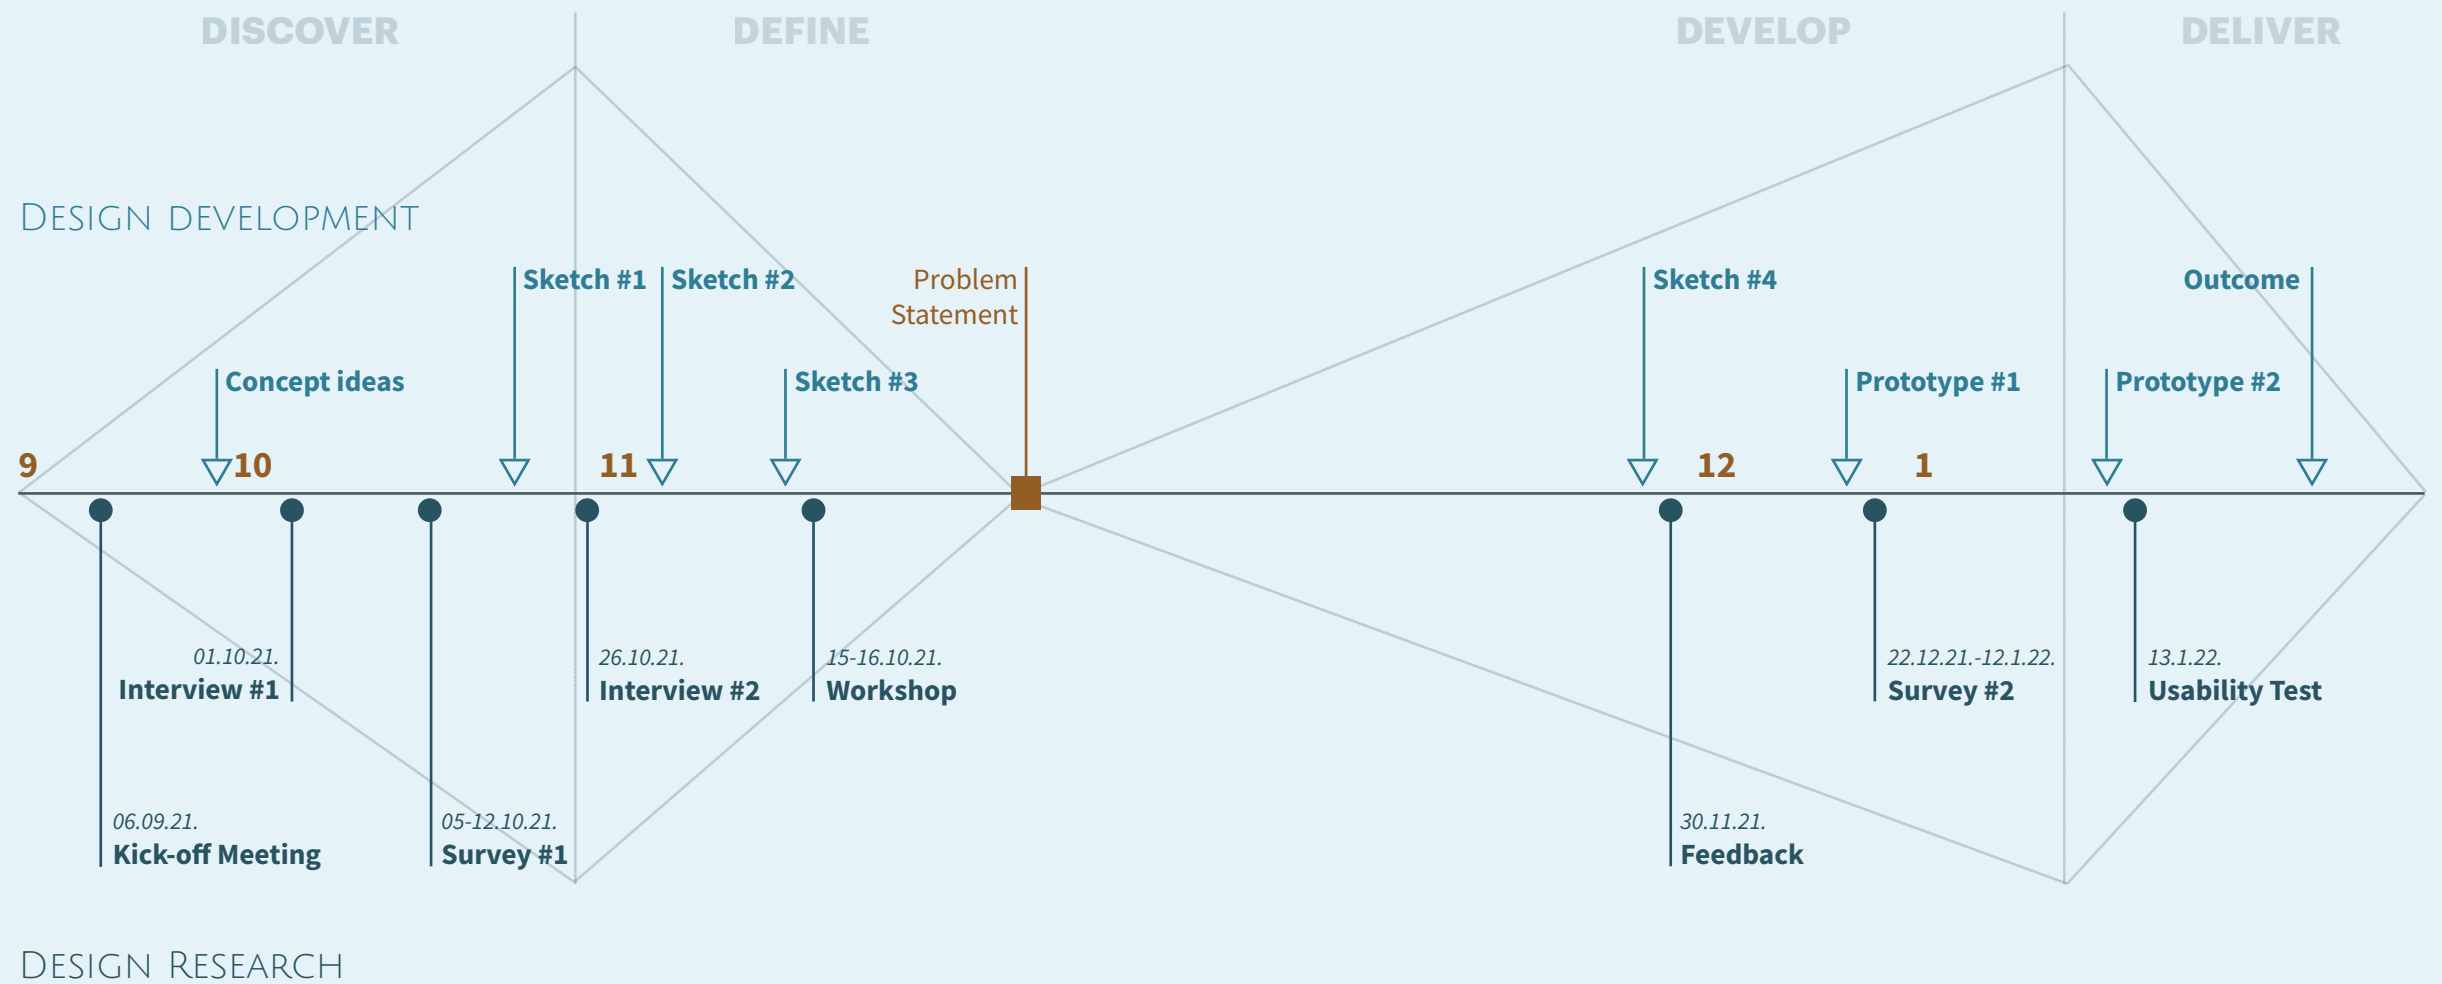 DISCOVER
DEFINE
DEVELOP
DELIVER
DESIGN DEVELOPMENT
Sketch #1
Sketch #2
Problem
Statement
Sketch #4
Outcome
Concept ideas
Sketch #3
Prototype #1
Prototype #2
9
10
11
12
1
01.10.21.
Interview #1
26.10.21.
Interview #2
15-16.10.21.
Workshop
22.12.21.-12.1.22.
Survey #2
13.1.22.
Usability Test
06.09.21.
Kick-off Meeting
05-12.10.21.
Survey #1
30.11.21.
Feedback
DESIGN RESEARCH